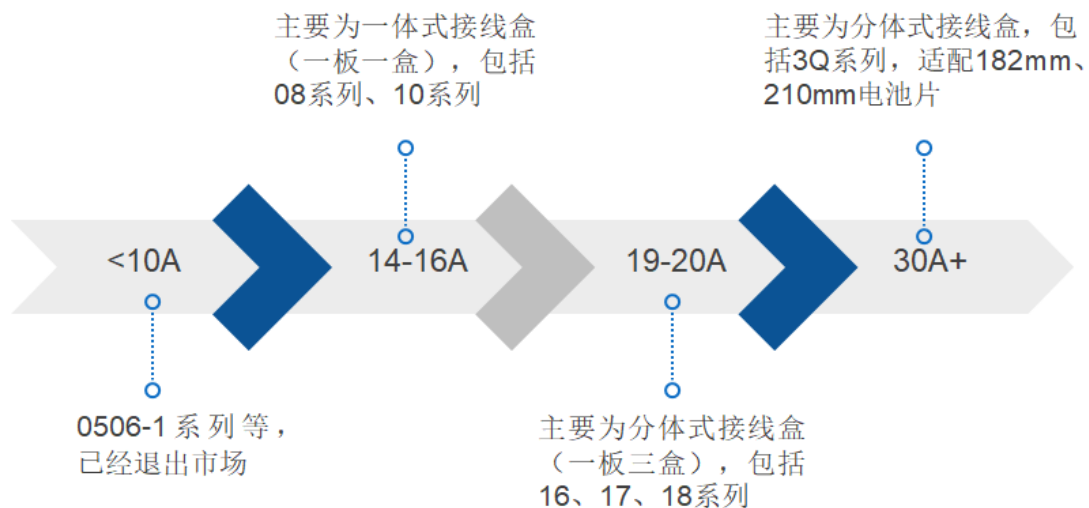 主要为一体式接线盒
（一板一盒），包括
08系列、10系列
主要为分体式接线盒，包
括3Q系列，适配182mm、
210mm电池片
<10A
14-16A
19-20A
30A+
0506-1系列等，
已经退出市场
主要为分体式接线盒
（一板三盒），包括
16、17、18系列